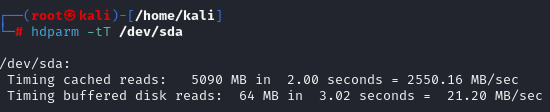 ┌──(root㉿kali)-[/home/kali]
└─# hdparm -tT /dev/sda

/dev/sda:
 Timing cached reads:   5090 MB in  2.00 seconds = 2550.16 MB/sec
 Timing buffered disk reads:  64 MB in  3.02 seconds =  21.20 MB/sec